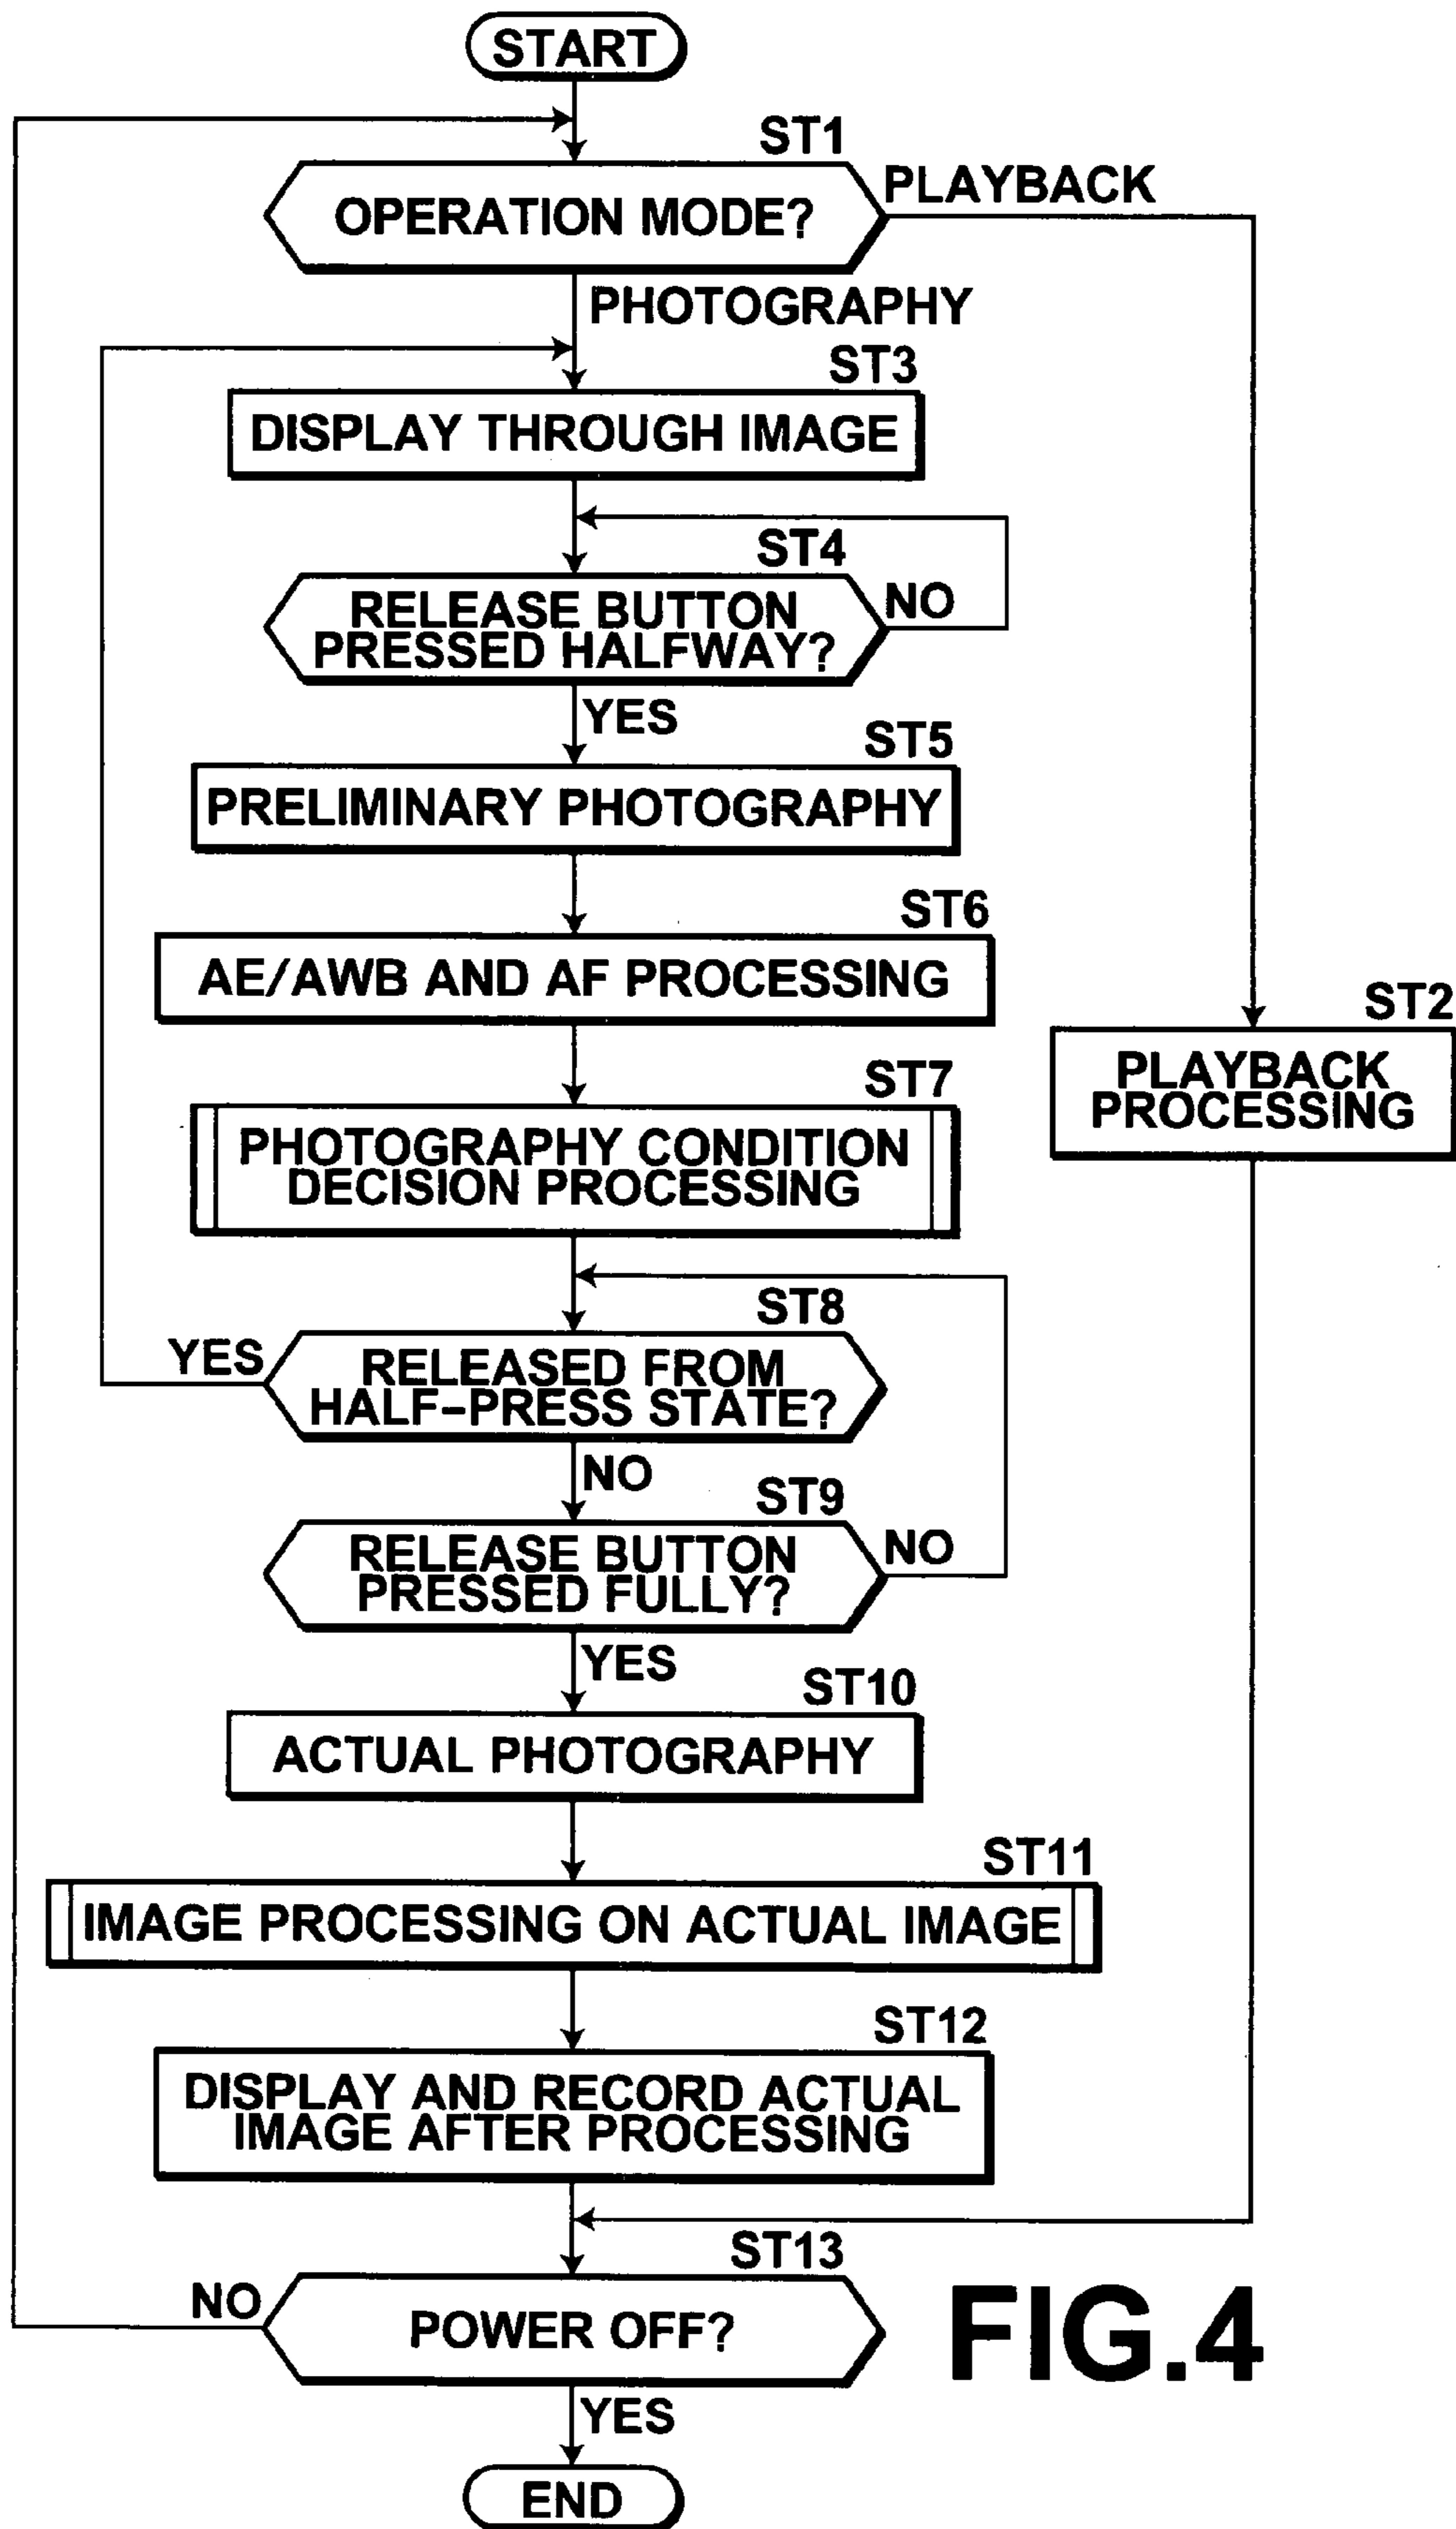 START
ST1
OPERATION MODE?
PLAYBACK
PHOTOGRAPHY
ST3
DISPLAY THROUGH IMAGE
ST4
RELEASE BUTTON
PRESSED HALFWAY?
NO
YES
ST5
PRELIMINARY PHOTOGRAPHY
ST6
AE/AWB AND AF PROCESSING
ST2
PLAYBACK
PROCESSING
ST7
PHOTOGRAPHY CONDITION
DECISION PROCESSING
ST8
YES
RELEASED FROM
HALF-PRESS STATE?
NO
ST9
RELEASE BUTTON
PRESSED FULLY?
NO
YES
ST10
ACTUAL PHOTOGRAPHY
ST11
IMAGE PROCESSING ON ACTUAL IMAGE
ST12
DISPLAY AND RECORD ACTUAL
IMAGE AFTER PROCESSING
ST13
NO
POWER OFF?
YES
END
FIG.4